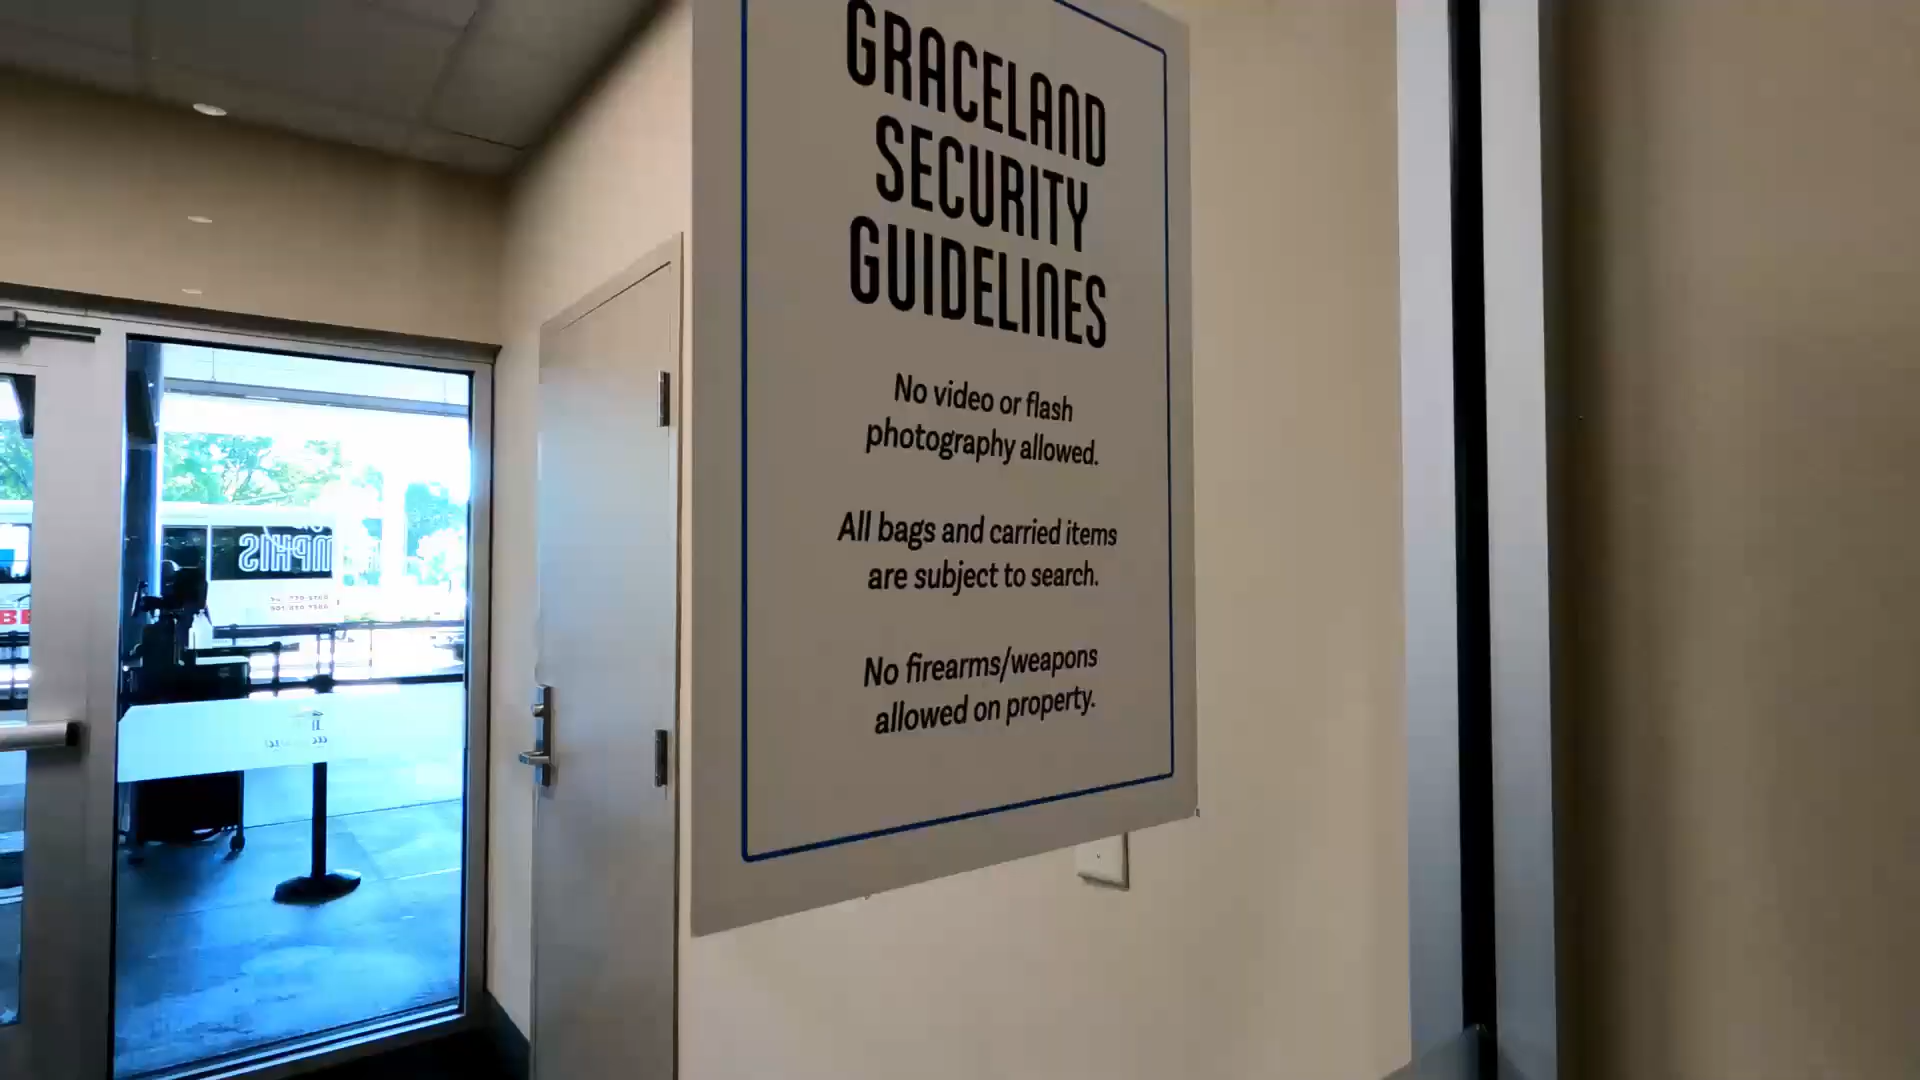 GRACELAND
SECURITY
GUIDELINES
No video or flash
photography allowed.
All bags and carried items
are subject to search.
No firearms/weapons
allowed on property.